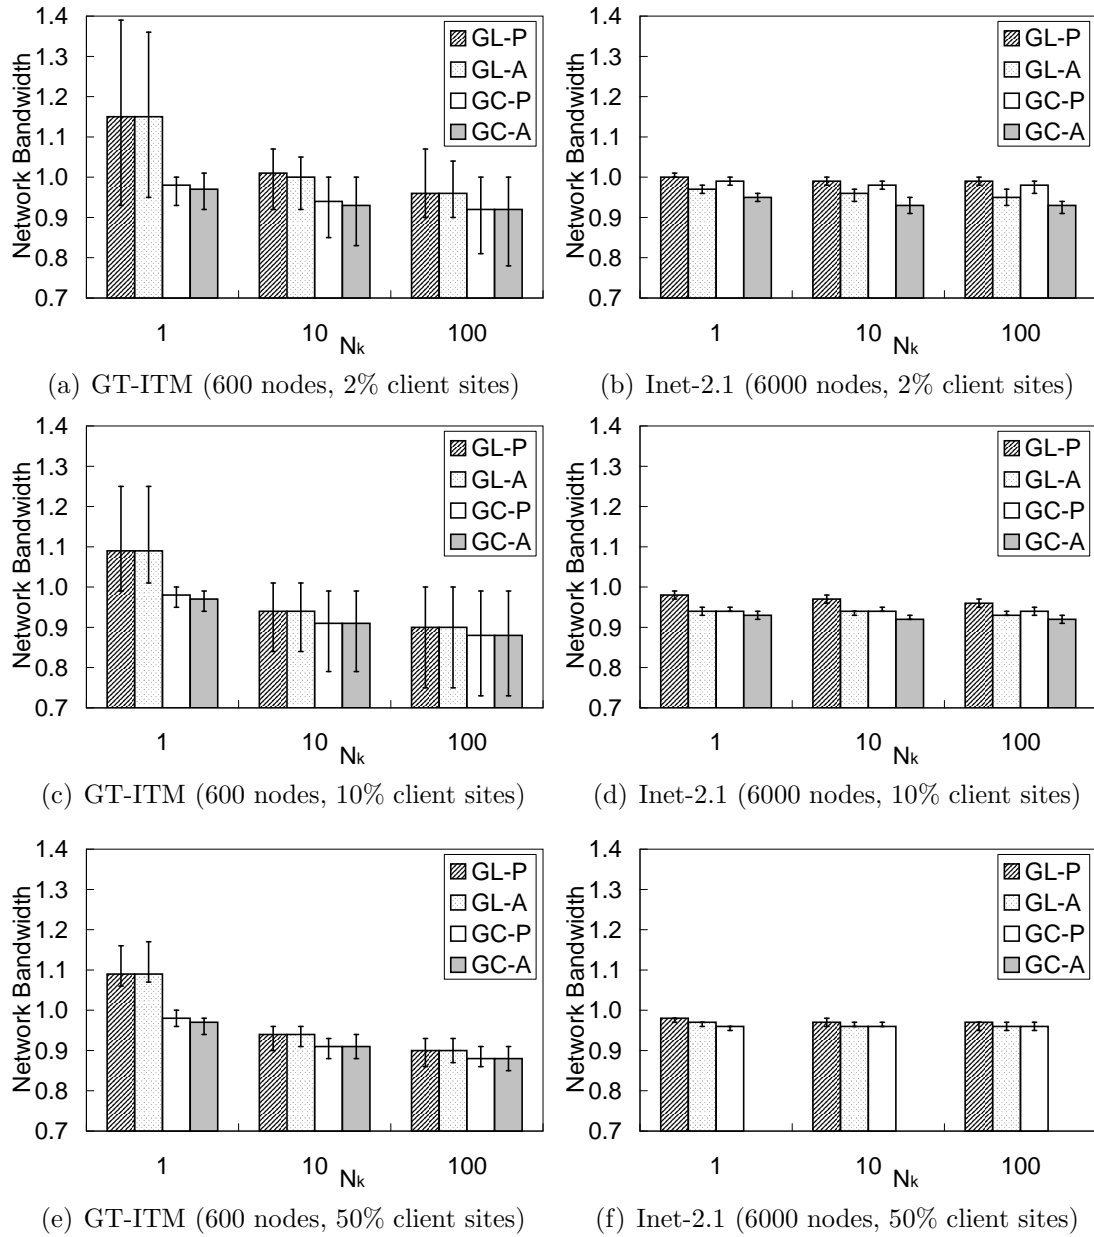 1.4
1.3
1.2
1.1
1.0
0.9
0.8
0.7
Network Bandwidth
GL-P
GL-A
GC-P
GC-A
1
10
100
Nk
(a) GT-ITM (600 nodes, 2% client sites)
1.4
1.3
1.2
1.1
1.0
0.9
0.8
0.7
Network Bandwidth
GL-P
GL-A
GC-P
GC-A
1
10
100
Nk
(b) Inet-2.1 (6000 nodes, 2% client sites)
1.4
1.3
1.2
1.1
1.0
0.9
0.8
0.7
Network Bandwidth
GL-P
GL-A
GC-P
GC-A
1
10
100
Nk
(c) GT-ITM (600 nodes, 10% client sites)
1.4
1.3
1.2
1.1
1.0
0.9
0.8
0.7
Network Bandwidth
GL-P
GL-A
GC-P
GC-A
1
10
100
Nk
(d) Inet-2.1 (6000 nodes, 10% client sites)
1.4
1.3
1.2
1.1
1.0
0.9
0.8
0.7
Network Bandwidth
GL-P
GL-A
GC-P
GC-A
1
10
100
Nk
(e) GT-ITM (600 nodes, 50% client sites)
1.4
1.3
1.2
1.1
1.0
0.9
0.8
0.7
Network Bandwidth
GL-P
GL-A
GC-P
GC-A
1
10
100
Nk
(f) Inet-2.1 (6000 nodes, 50% client sites)